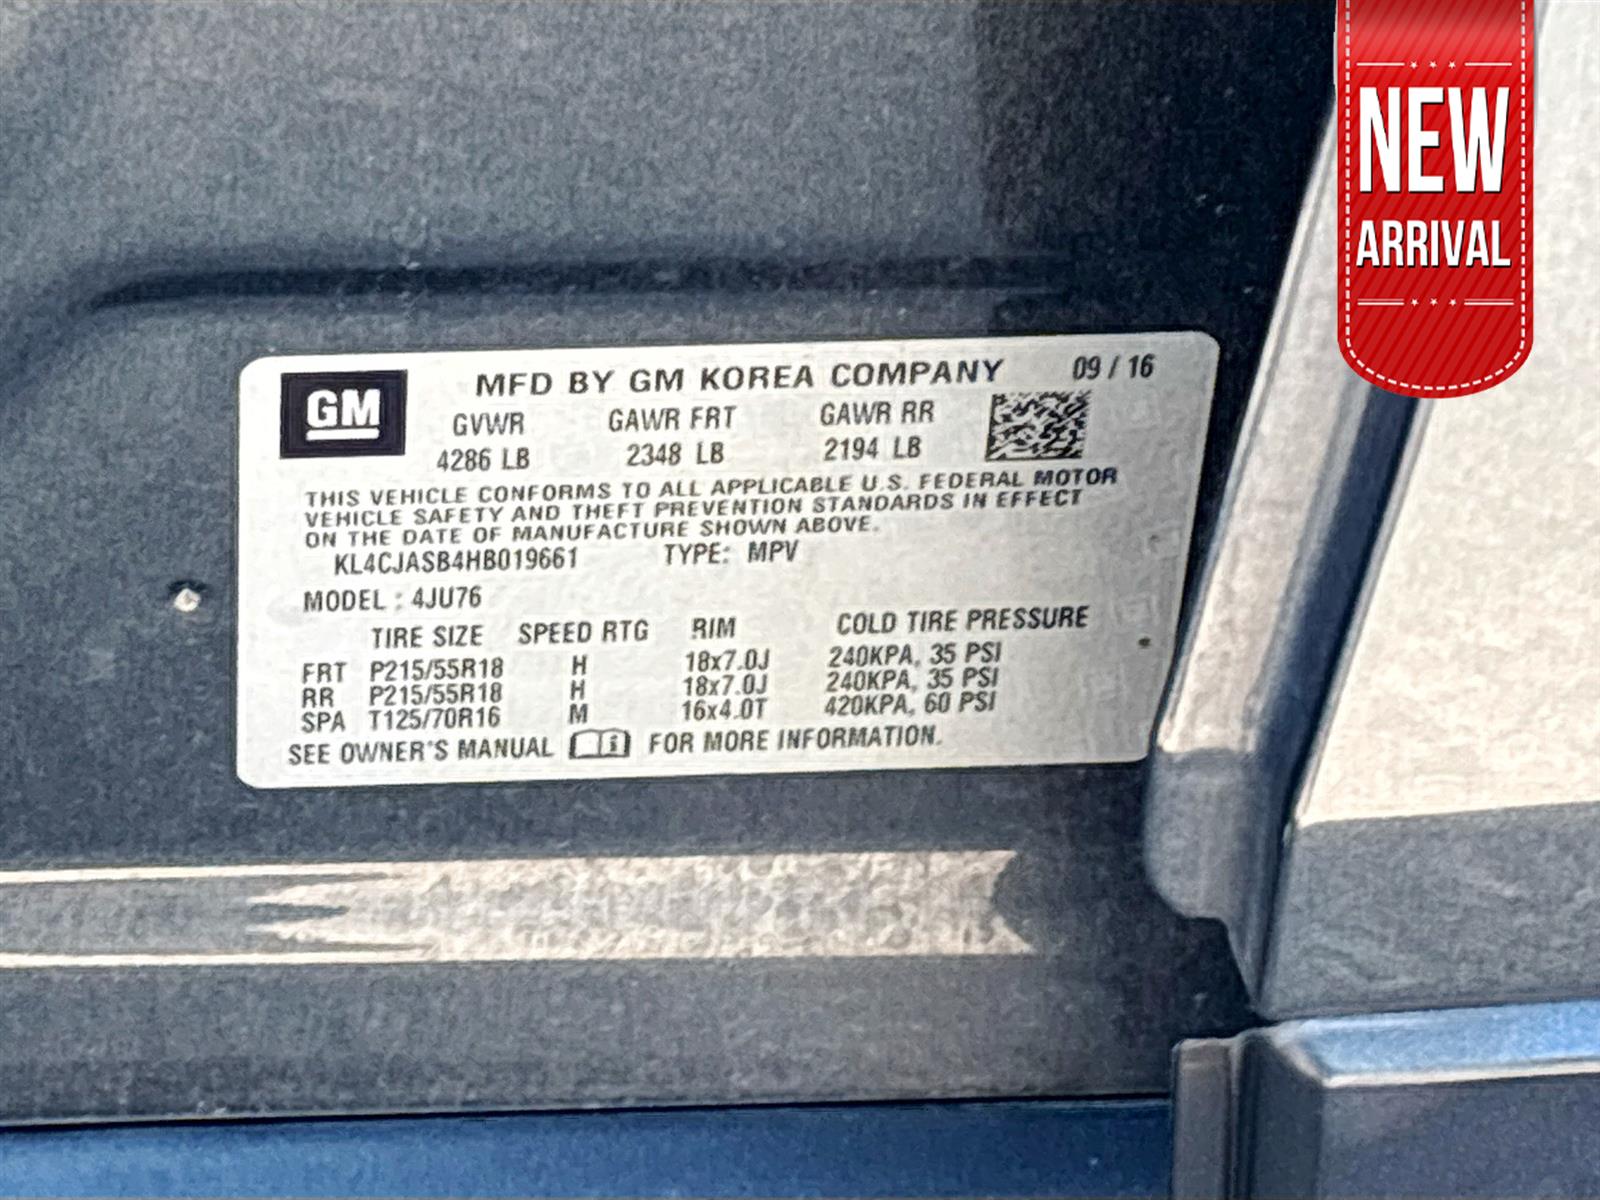 NEW
ARRIVAL
GM
MFD BY GM KOREA COMPANY 09 / 16
GVWR GAWR FRT GAWR RR
4286 LB 2348 LB 2194 LB
THIS VEHICLE CONFORMS TO ALL APPLICABLE U.S. FEDERAL MOTOR
VEHICLE SAFETY AND THEFT PREVENTION STANDARDS IN EFFECT
ON THE DATE OF MANUFACTURE SHOWN ABOVE.
KL4CJASB4HB019661 TYPE: MPV
MODEL : 4JU76
TIRE SIZE SPEED RTG RIM COLD TIRE PRESSURE
FRT P215/55R18 H 18x7.0J 240KPA, 35 PSI
RR P215/55R18 H 18x7.0J 240KPA, 35 PSI
SPA T125/70R16 M 16x4.0T 420KPA, 60 PSI
SEE OWNER'S MANUAL i FOR MORE INFORMATION.